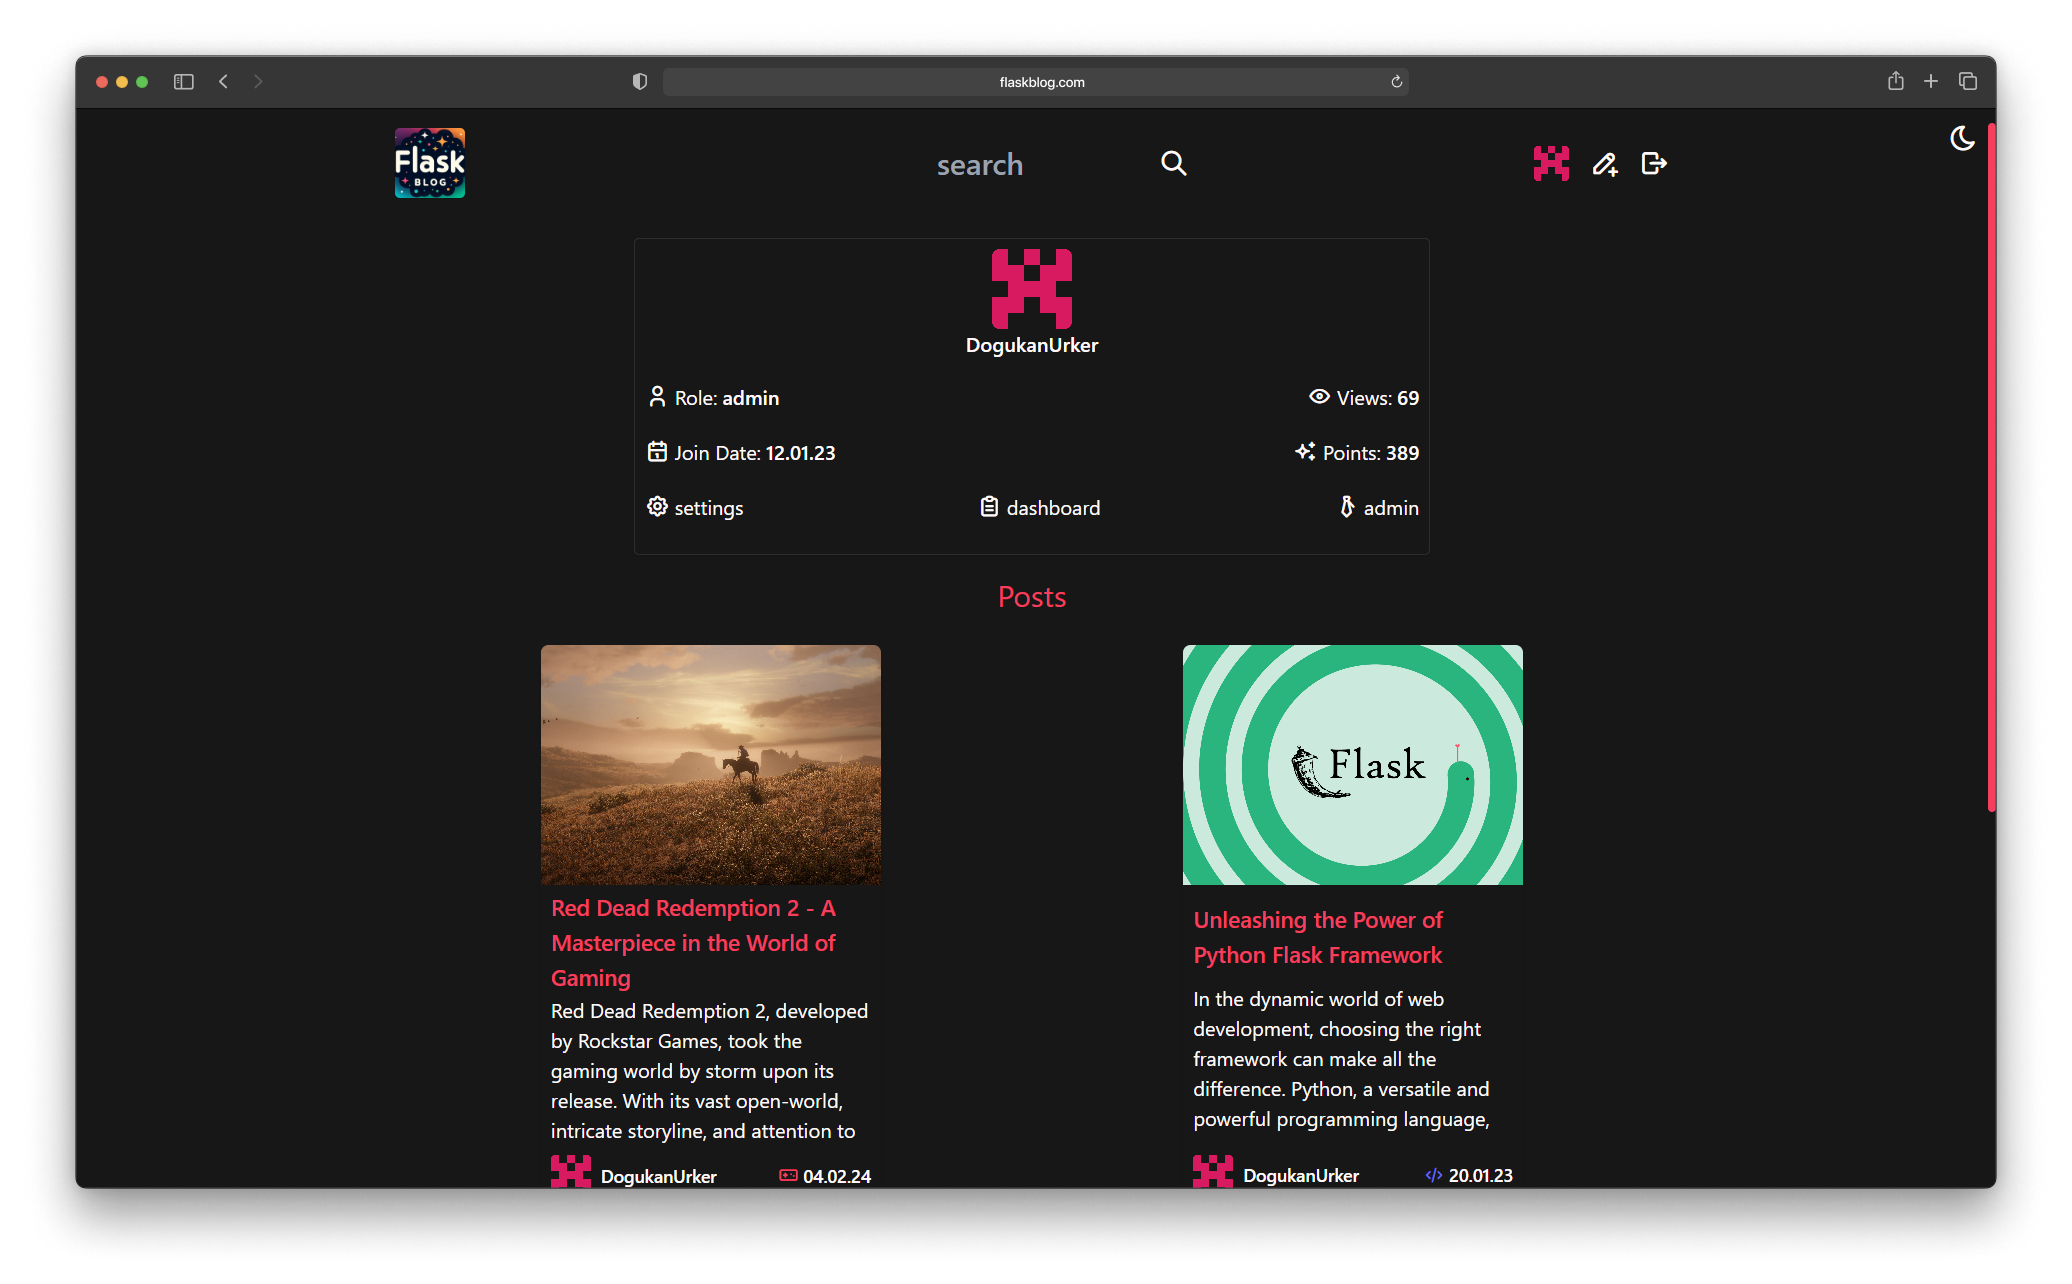 flaskblog.com
Flask
BLOG
search
DogukanUrker
Role: admin
Views: 69
Join Date: 12.01.23
Points: 389
settings
dashboard
admin
Posts
Flask
Red Dead Redemption 2 - A
Masterpiece in the World of
Gaming
Red Dead Redemption 2, developed
by Rockstar Games, took the
gaming world by storm upon its
release. With its vast open-world,
intricate storyline, and attention to
DogukanUrker
04.02.24
Unleashing the Power of
Python Flask Framework
In the dynamic world of web
development, choosing the right
framework can make all the
difference. Python, a versatile and
powerful programming language,
DogukanUrker
20.01.23